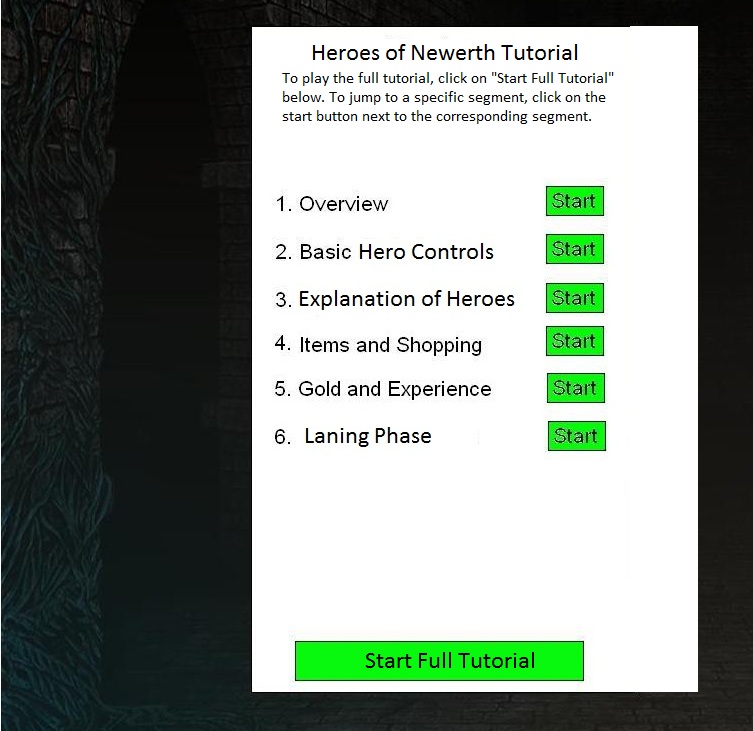 Heroes of Newerth Tutorial
To play the full tutorial, click on "Start Full Tutorial"
below. To jump to a specific segment, click on the
start button next to the corresponding segment.
1. Overview Start
2. Basic Hero Controls Start
3. Explanation of Heroes Start
4. Items and Shopping Start
5. Gold and Experience Start
6. Laning Phase Start
Start Full Tutorial